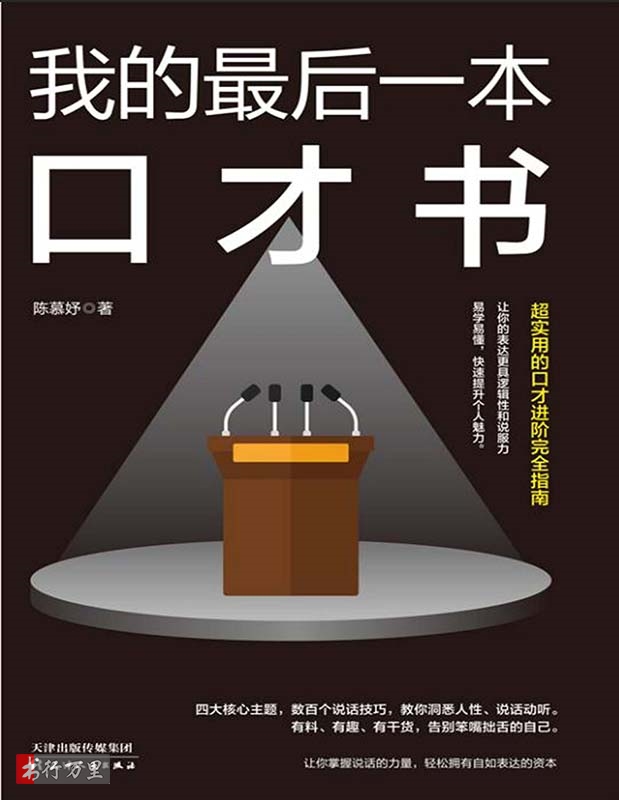 我的最后一本
口才书
陈慕妤◎著
超实用的口才进阶完全指南
让你的表达更具逻辑性和说服力
易学易懂，快速提升个人魅力。
四大核心主题，数百个说话技巧，教你洞悉人性、说话动听。
有料、有趣、有干货，告别笨嘴拙舌的自己。
天津出版传媒集团
书行万里
出版社
让你掌握说话的力量，轻松拥有自如表达的资本